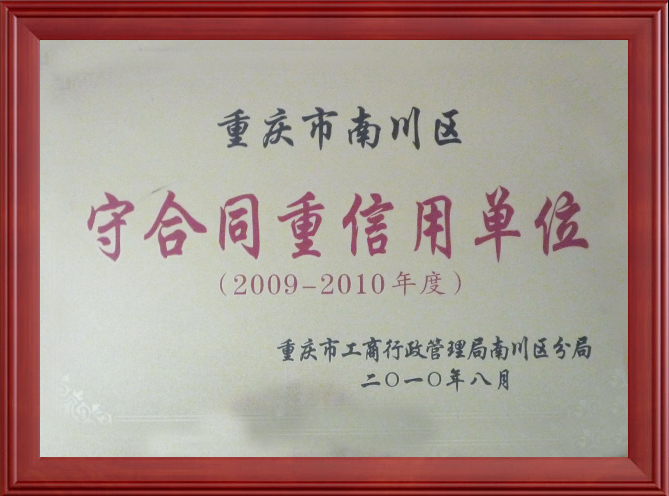 重庆市南川区
守合同重信用单位
（2009-2010年度）
重庆市工商行政管理局南川区分局
二〇一〇年八月